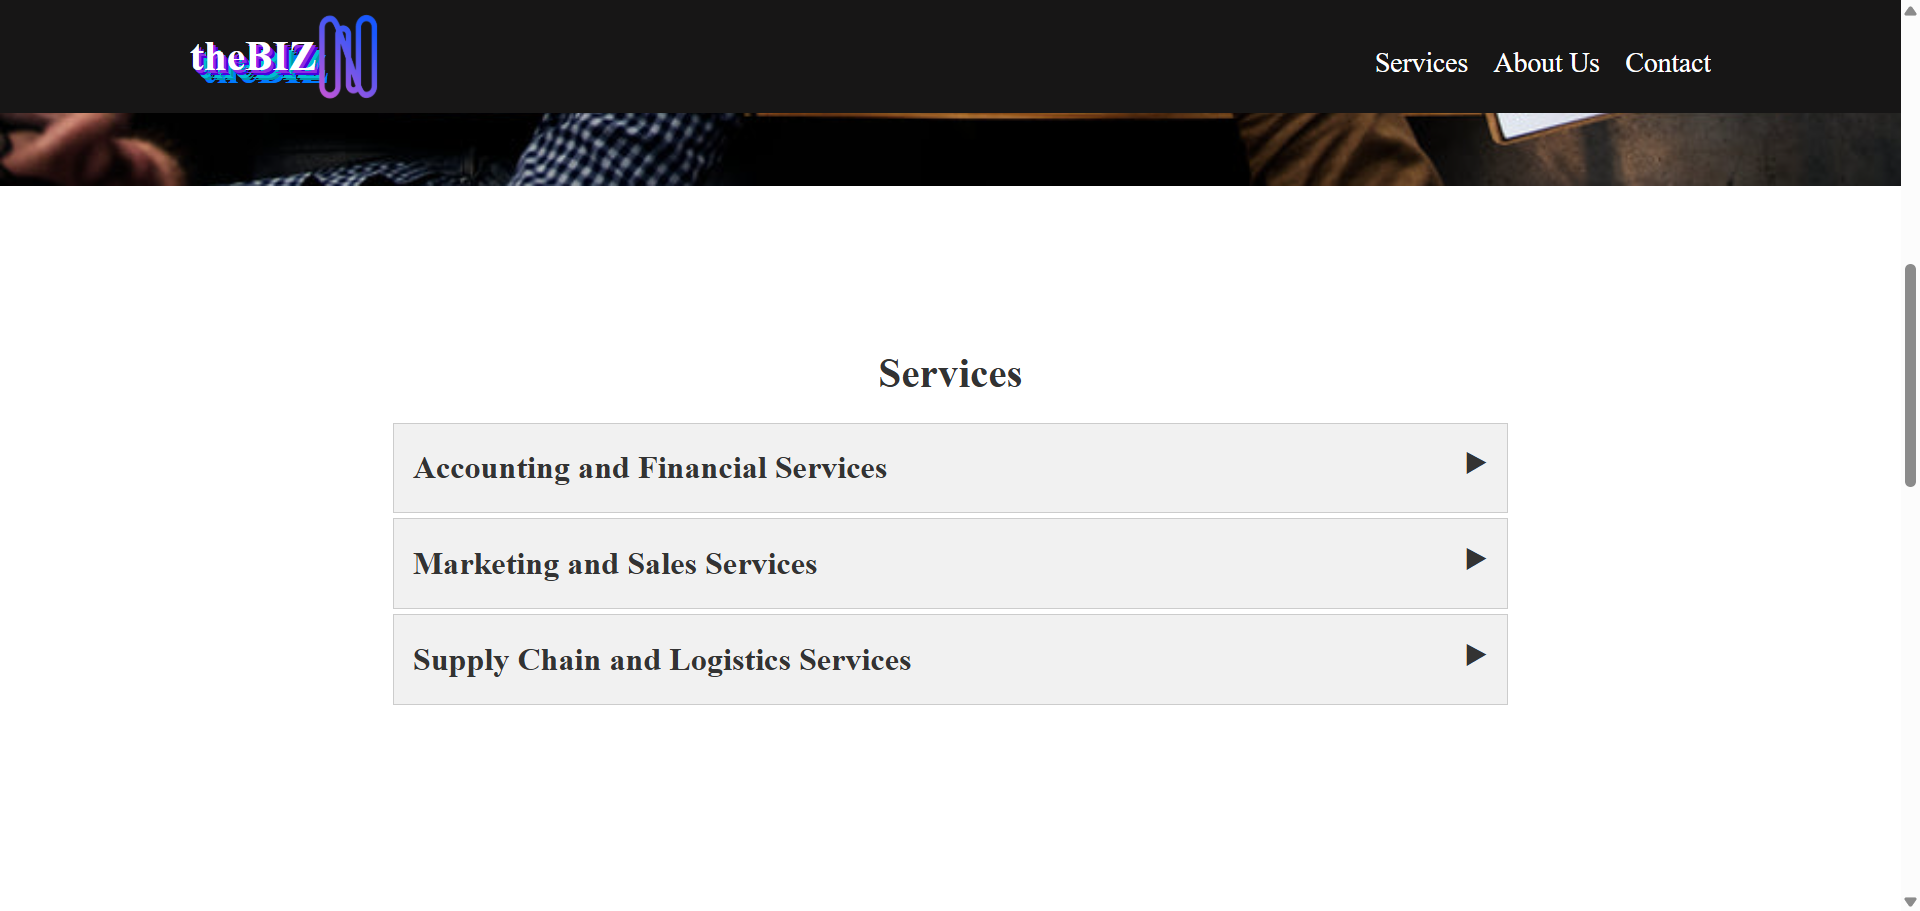 theBIZ
Services About Us Contact
Services
Accounting and Financial Services
Marketing and Sales Services
Supply Chain and Logistics Services